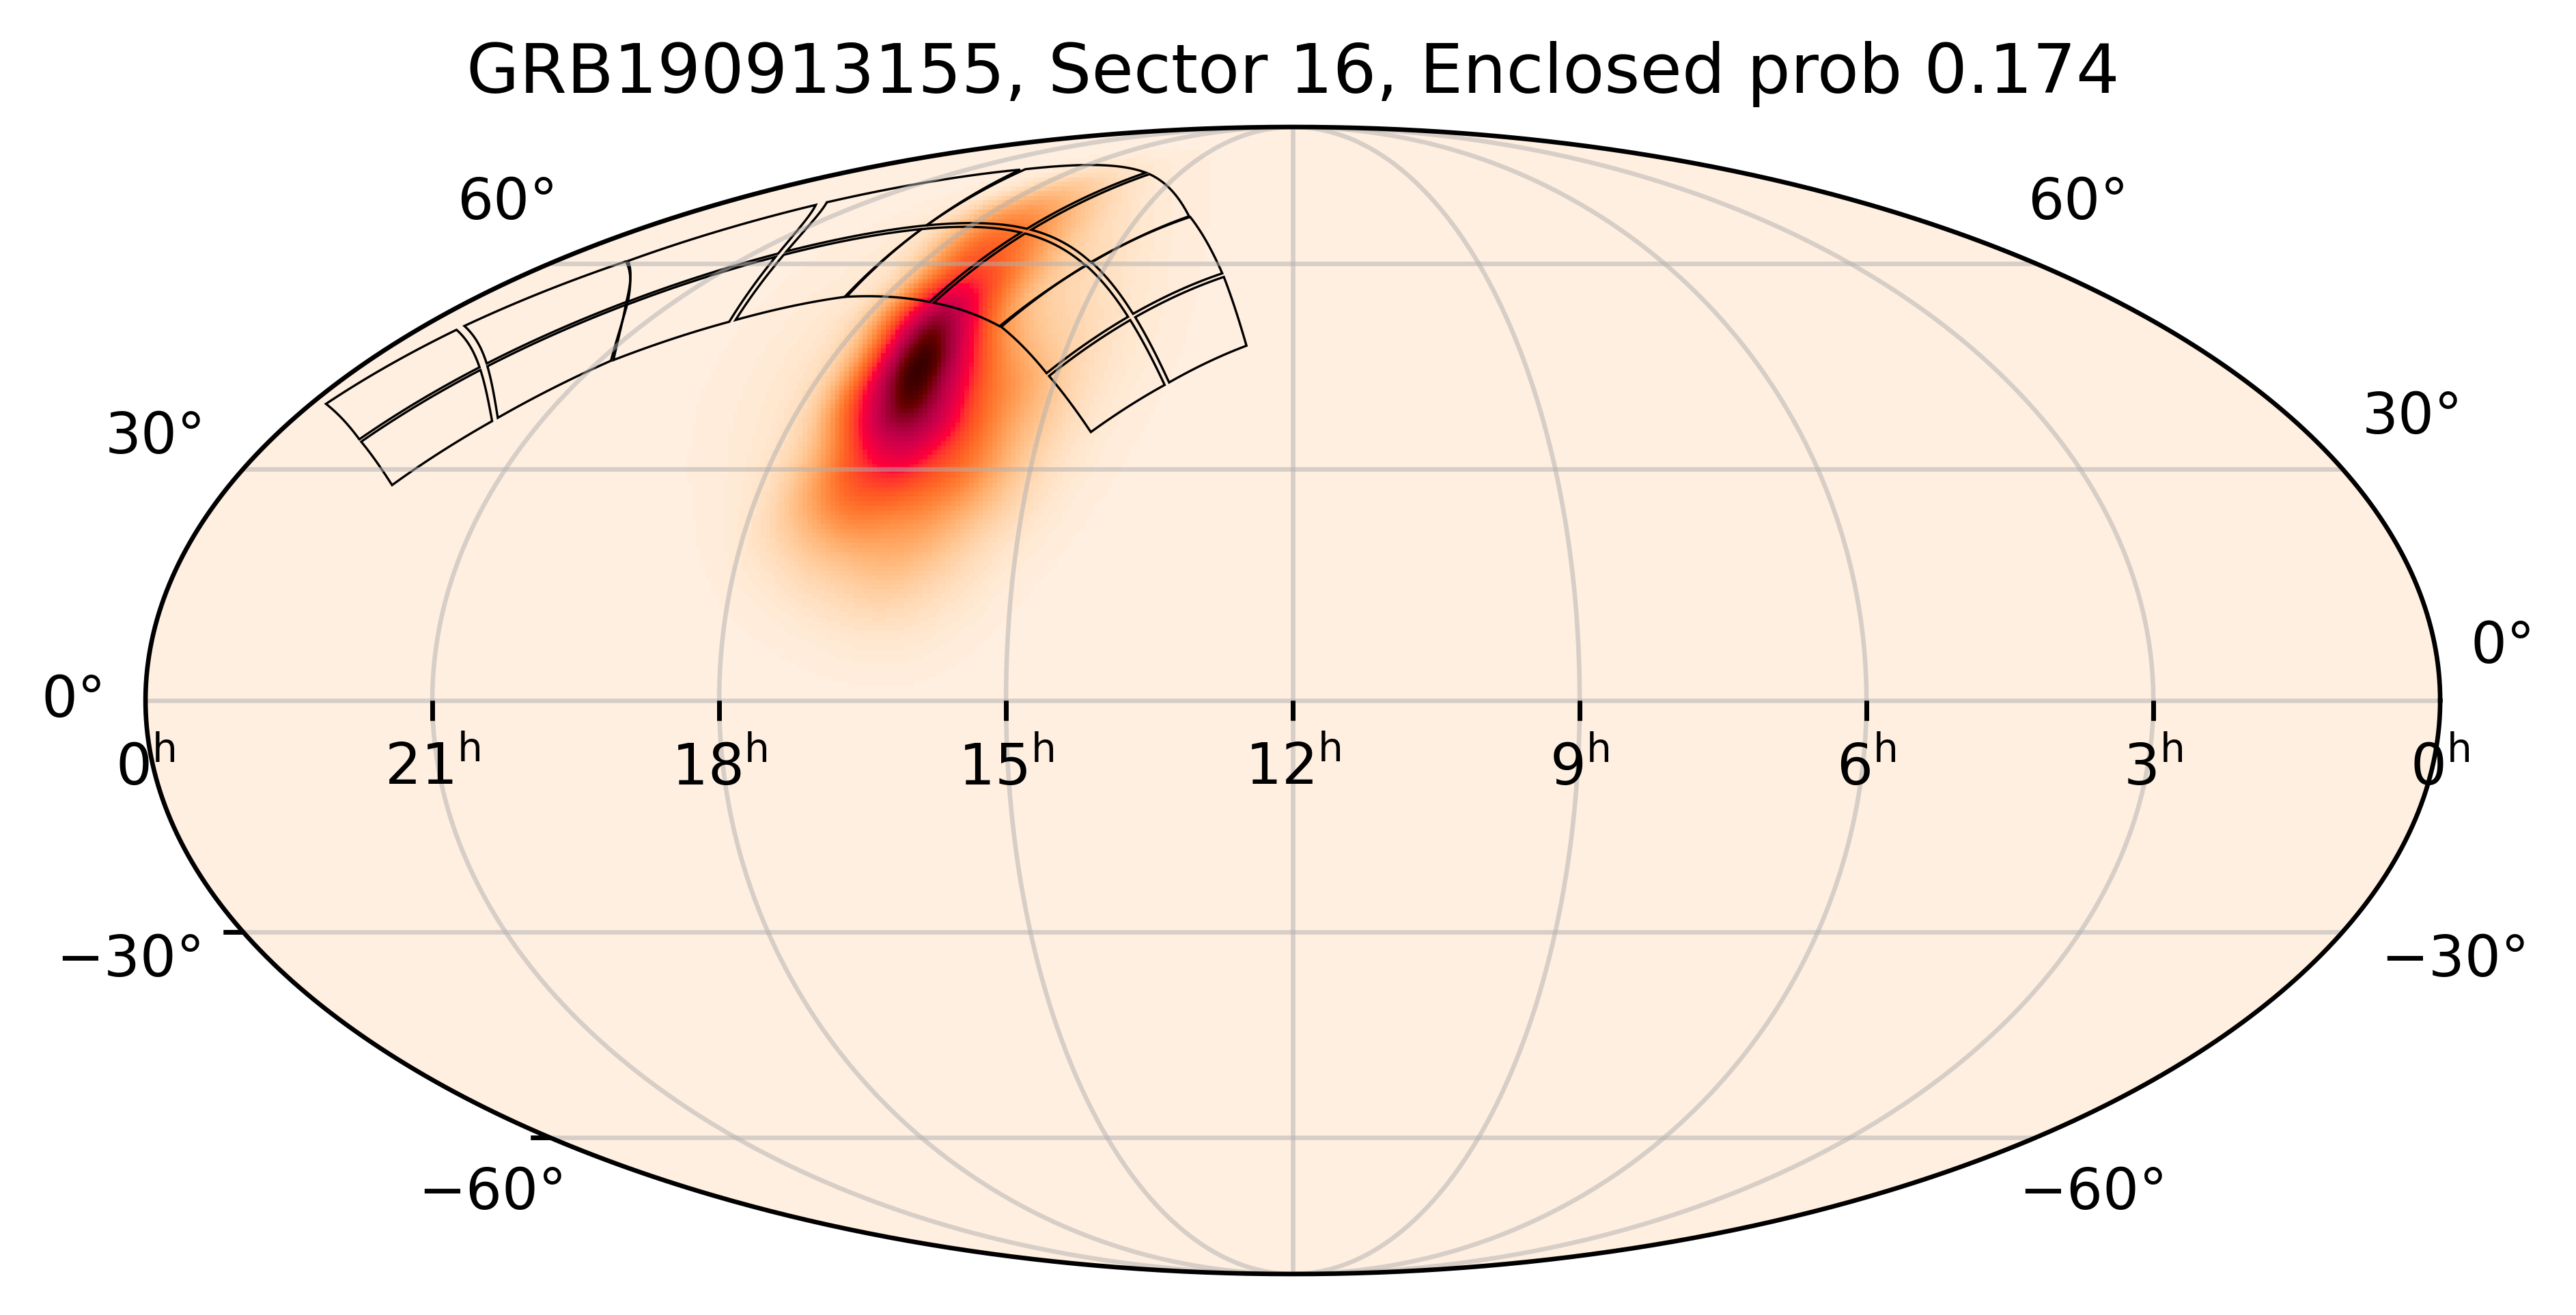 GRB190913155, Sector 16, Enclosed prob 0.174
60° 60°
30° 30°
0° 0°
0ʰ 21ʰ 18ʰ 15ʰ 12ʰ 9ʰ 6ʰ 3ʰ 0ʰ
−30° −30°
−60° −60°